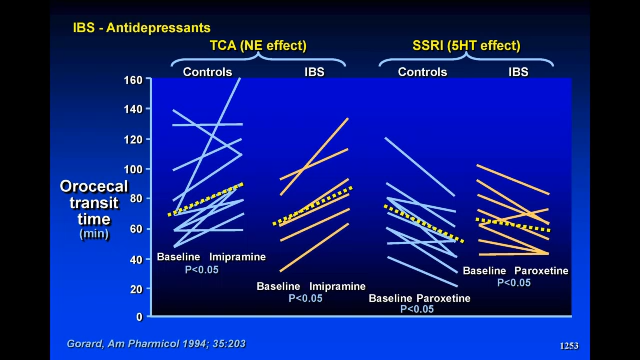 IBS - Antidepressants
TCA (NE effect)
SSRI (5HT effect)
Controls
IBS
Controls
IBS
160
140
120
100
80
60
40
20
0
Orocecal
transit
time
(min)
Baseline Imipramine
P<0.05
Baseline Imipramine
P<0.05
Baseline Paroxetine
P<0.05
Baseline Paroxetine
P<0.05
Gorard, Am Pharmicol 1994; 35:203
1253